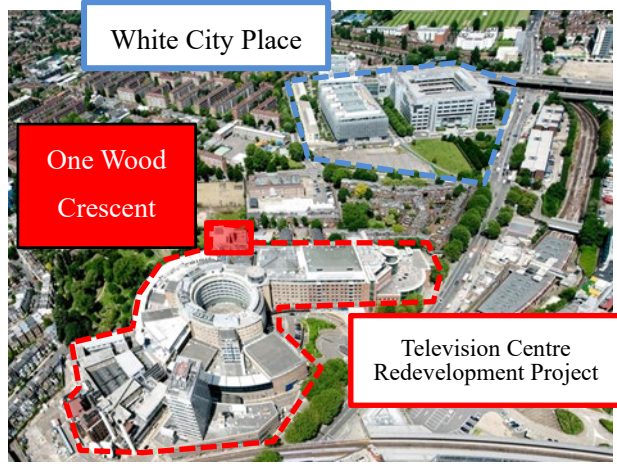 White City Place
One Wood
Crescent
Television Centre
Redevelopment Project